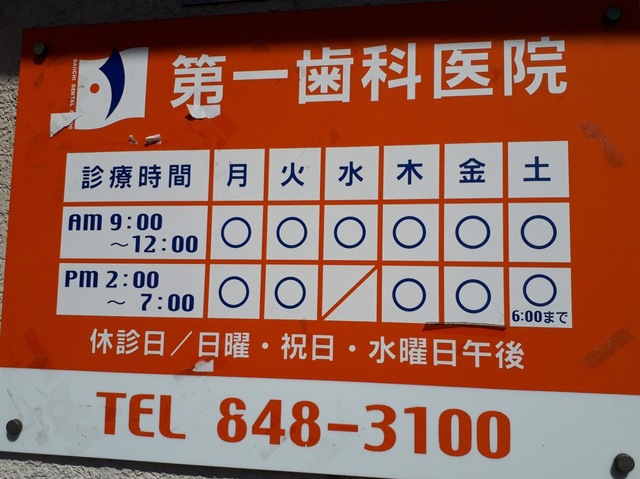 第一歯科医院
DAIICHI DENTAL
診療時間 月 火 水 木 金 土
AM 9:00 ○ ○ ○ ○ ○ ○
～12:00
PM 2:00 ○ ○ ／ ○ ○ ○
～ 7:00 6:00まで
休診日／日曜・祝日・水曜日午後
TEL 848-3100